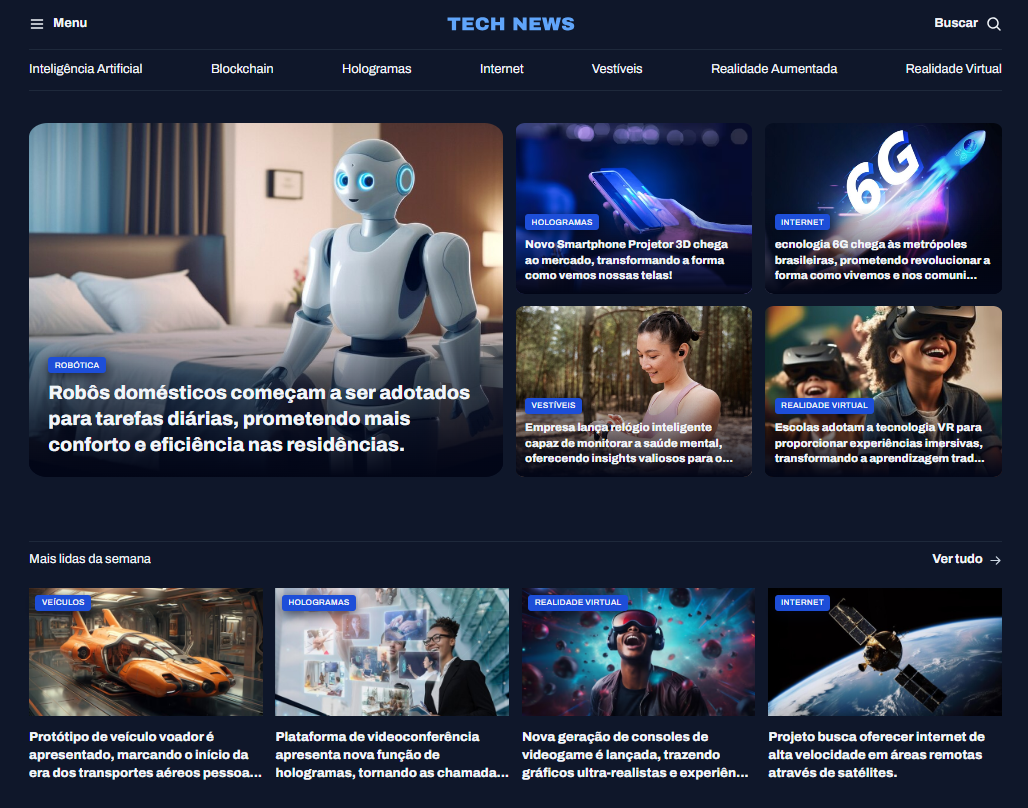 Menu
TECH NEWS
Buscar
Inteligência Artificial
Blockchain
Hologramas
Internet
Vestíveis
Realidade Aumentada
Realidade Virtual
ROBÓTICA
Robôs domésticos começam a ser adotados
para tarefas diárias, prometendo mais
conforto e eficiência nas residências.
HOLOGRAMAS
Novo Smartphone Projetor 3D chega
ao mercado, transformando a forma
como vemos nossas telas!
6G
INTERNET
ecnologia 6G chega às metrópoles
brasileiras, prometendo revolucionar a
forma como vivemos e nos comuni...
VESTÍVEIS
Empresa lança relógio inteligente
capaz de monitorar a saúde mental,
oferecendo insights valiosos para o...
REALIDADE VIRTUAL
Escolas adotam a tecnologia VR para
proporcionar experiências imersivas,
transformando a aprendizagem trad...
Mais lidas da semana
Ver tudo
VEÍCULOS
Protótipo de veículo voador é
apresentado, marcando o início da
era dos transportes aéreos pessoa...
HOLOGRAMAS
Plataforma de videoconferência
apresenta nova função de
hologramas, tornando as chamada...
REALIDADE VIRTUAL
Nova geração de consoles de
videogame é lançada, trazendo
gráficos ultra-realistas e experiên...
INTERNET
Projeto busca oferecer internet de
alta velocidade em áreas remotas
através de satélites.